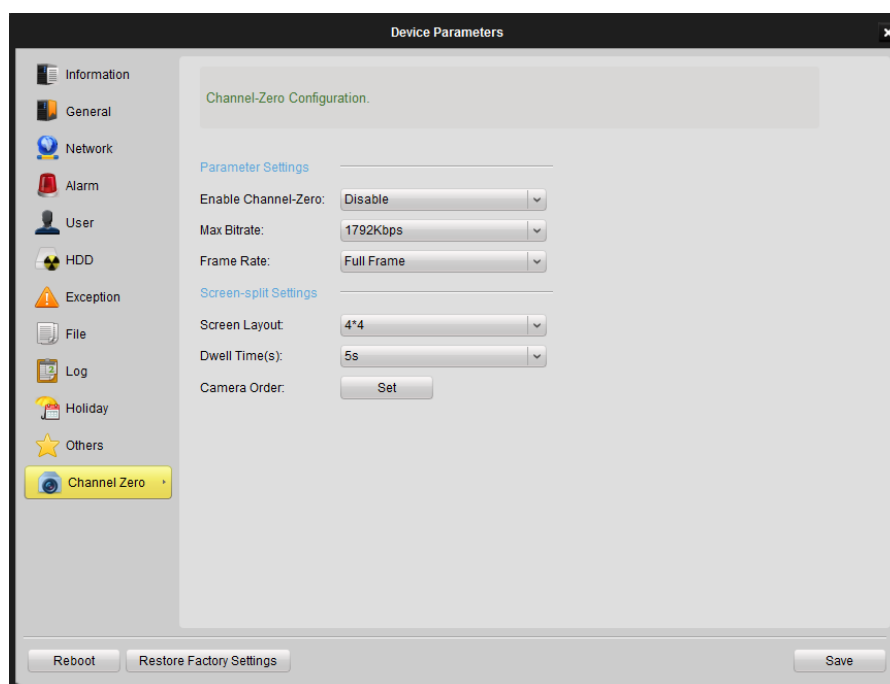 Device Parameters
Information
General
Network
Alarm
User
HDD
Exception
File
Log
Holiday
Others
Channel Zero
Channel-Zero Configuration.
Parameter Settings
Enable Channel-Zero: Disable
Max Bitrate: 1792Kbps
Frame Rate: Full Frame
Screen-split Settings
Screen Layout: 4*4
Dwell Time(s): 5s
Camera Order: Set
Reboot Restore Factory Settings Save